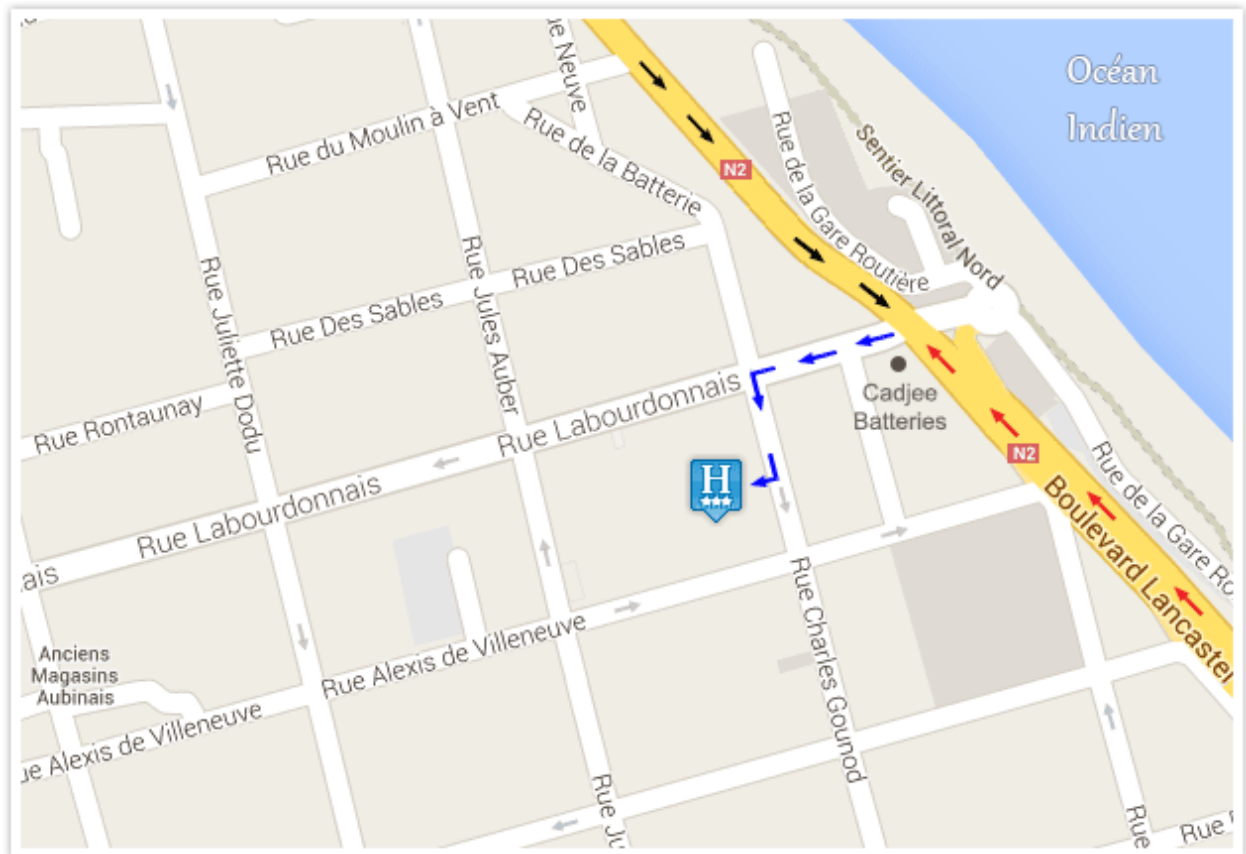 Océan
Indien
Rue Neuve
Rue du Moulin à Vent
Rue de la Batterie
N2
Rue de la Gare Routière
Sentier Littoral Nord
Rue Des Sables
Rue Des Sables
Rue Juliette Dodu
Rue Jules Auber
Rue Rontaunay
Rue Labourdonnais
Rue Labourdonnais
ais
Cadjee
Batteries
N2
H
Boulevard Lancastel
Rue de la Gare Ro
Rue Charles Gounod
Rue Alexis de Villeneuve
ue Alexis de Villeneuve
Anciens
Magasins
Aubinais
Rue Ju
Rue
Rue